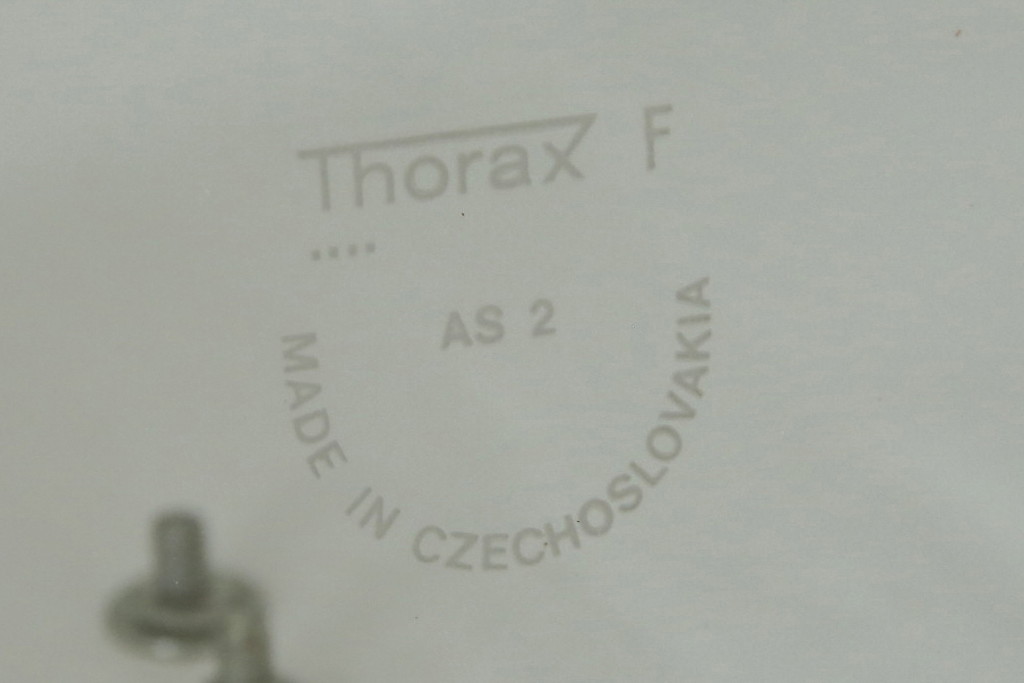 Thorax F
AS 2
MADE IN CZECHOSLOVAKIA